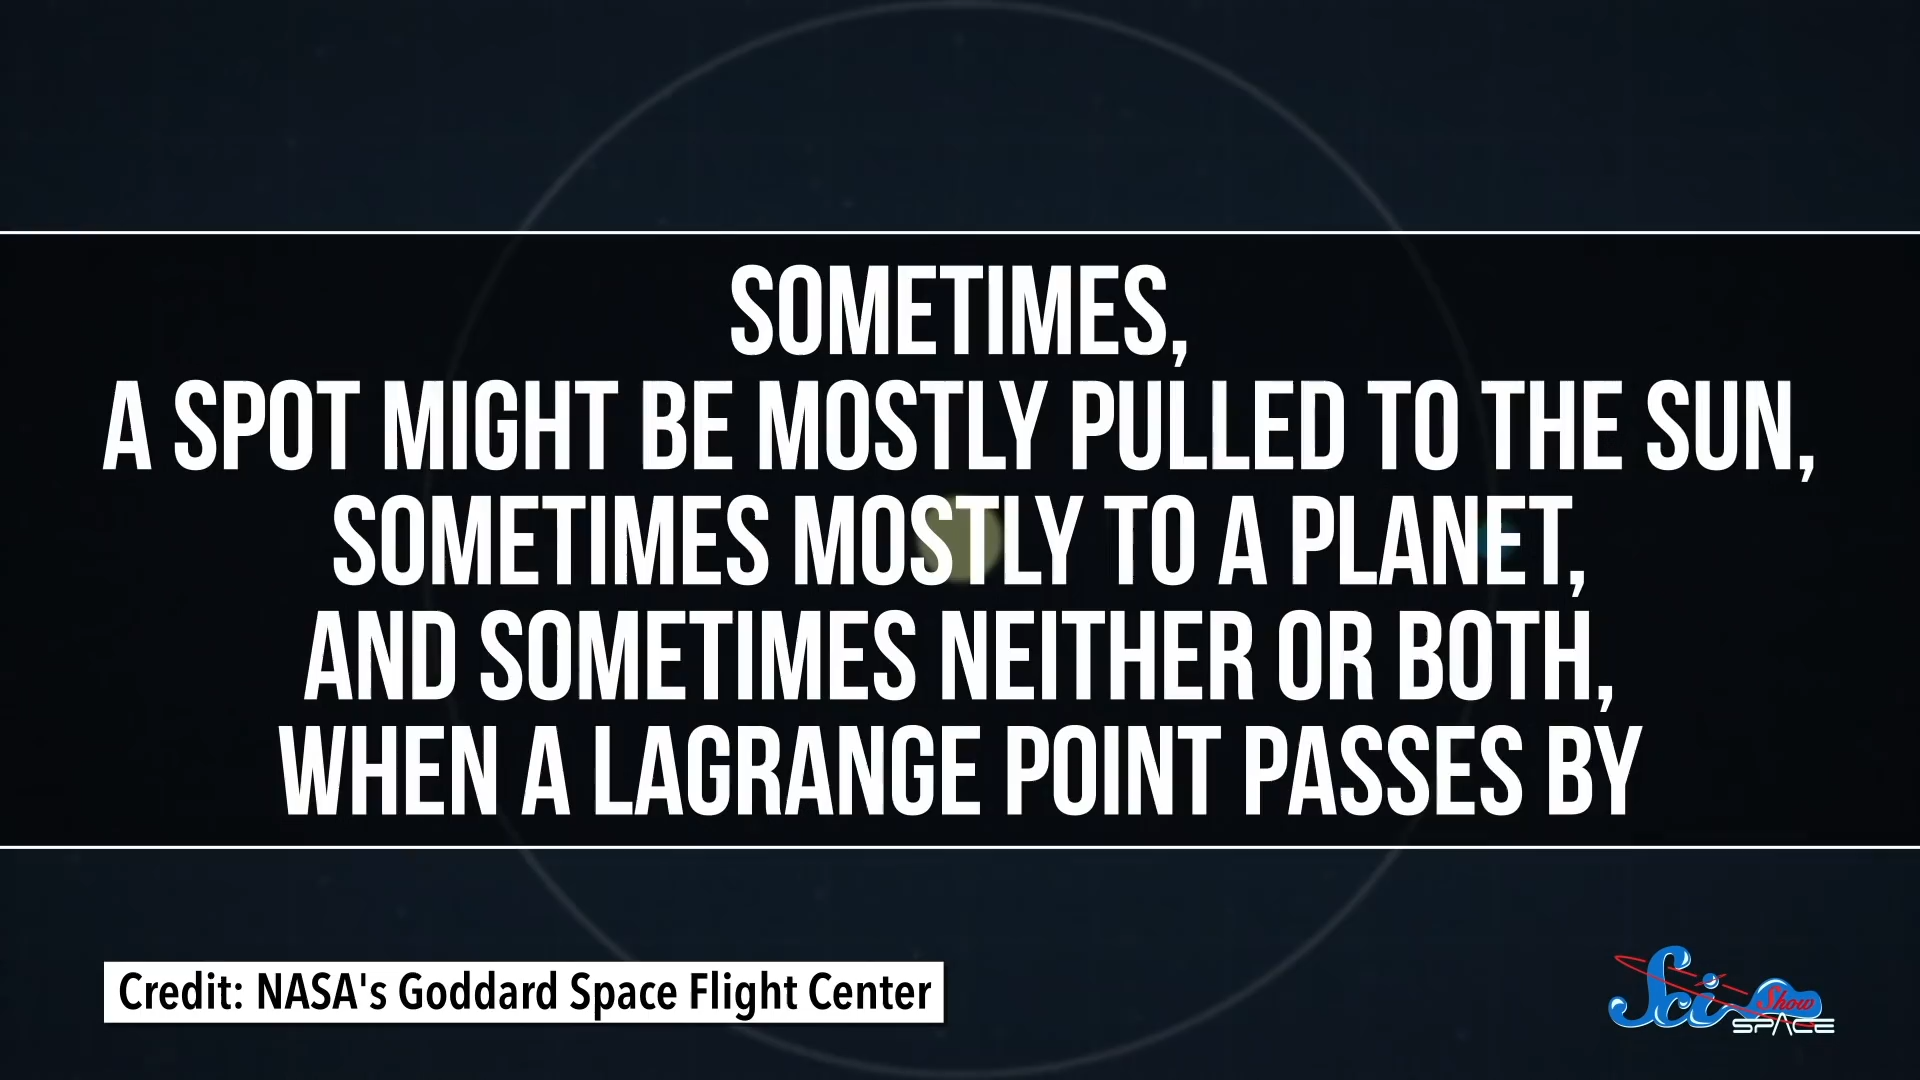 SOMETIMES,
A SPOT MIGHT BE MOSTLY PULLED TO THE SUN,
SOMETIMES MOSTLY TO A PLANET,
AND SOMETIMES NEITHER OR BOTH,
WHEN A LAGRANGE POINT PASSES BY
Credit: NASA's Goddard Space Flight Center
Sci Show
SPACE